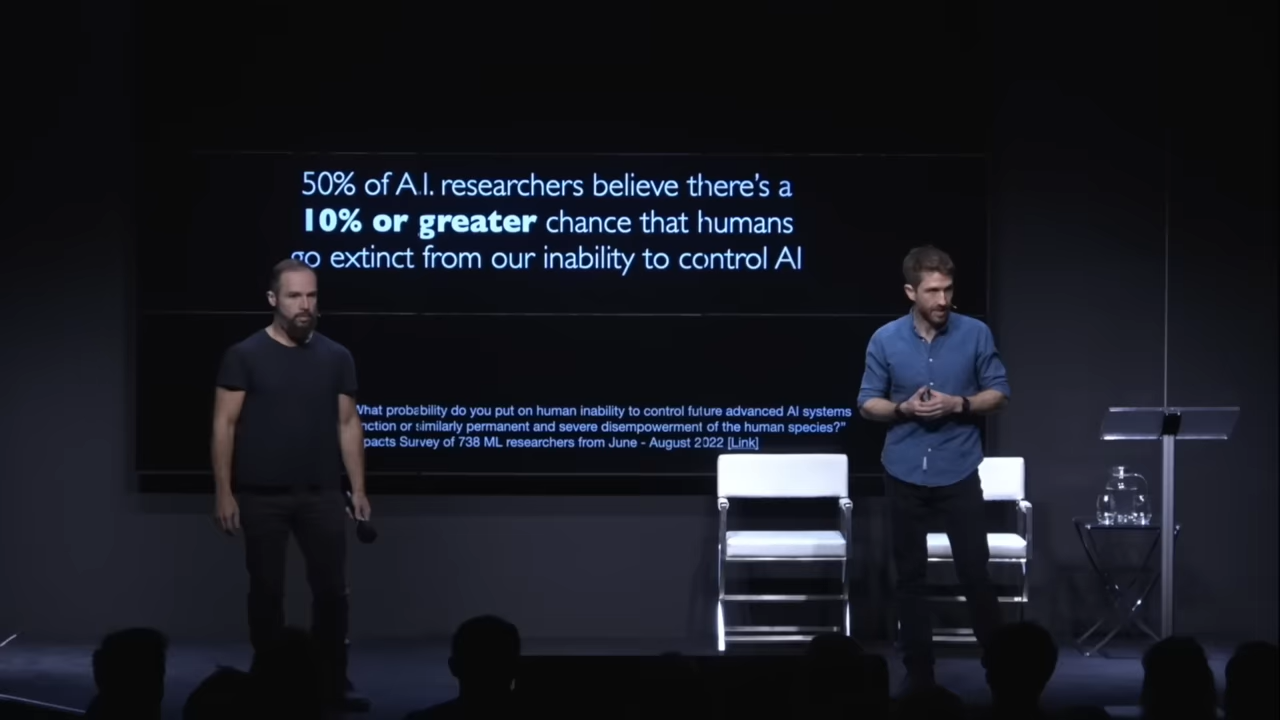 50% of A.I. researchers believe there's a
10% or greater chance that humans
go extinct from our inability to control AI
What probability do you put on human inability to control future advanced AI systems
or similarly permanent and severe disempowerment of the human species?"
Survey of 738 ML researchers from June - August 2022 [Link]